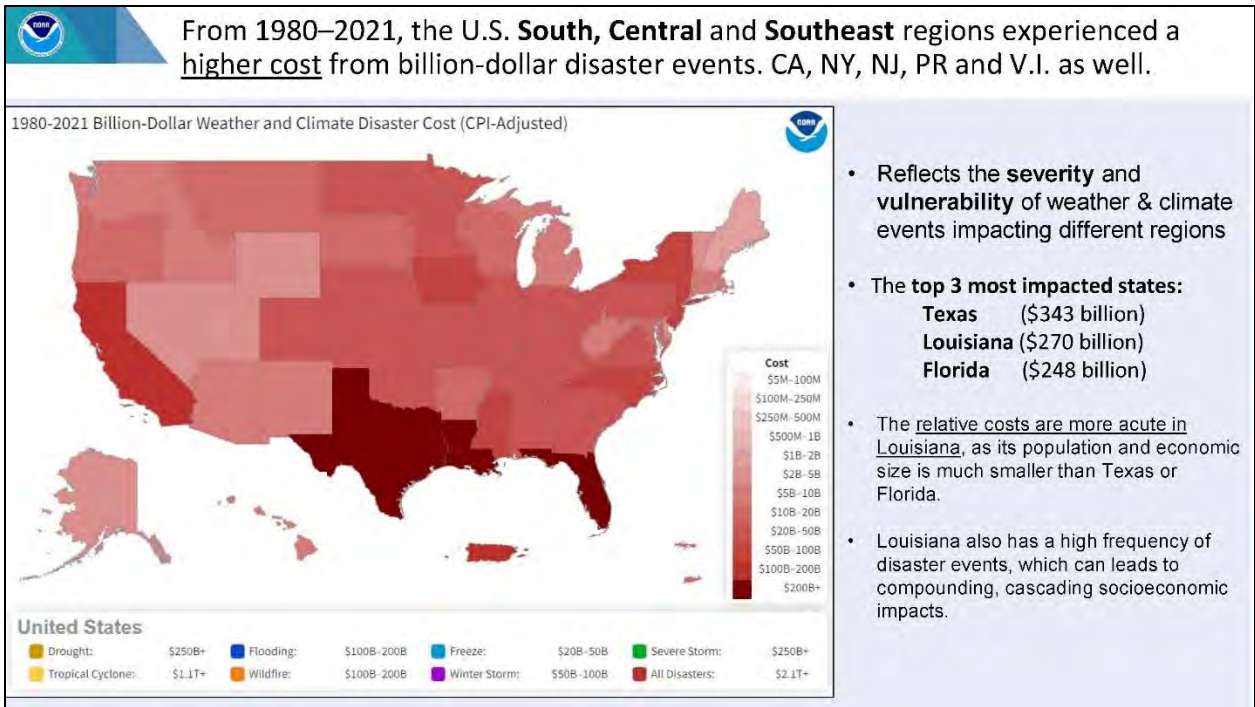 NOAA
From 1980–2021, the U.S. South, Central and Southeast regions experienced a
higher cost from billion-dollar disaster events. CA, NY, NJ, PR and V.I. as well.
1980-2021 Billion-Dollar Weather and Climate Disaster Cost (CPI-Adjusted)
NOAA
Cost
$5M–100M
$100M–250M
$250M–500M
$500M–1B
$1B–2B
$2B–5B
$5B–10B
$10B–20B
$20B–50B
$50B–100B
$100B–200B
$200B+
United States
Drought: $250B+ Flooding: $100B–200B Freeze: $20B–50B Severe Storm: $250B+
Tropical Cyclone: $1.1T+ Wildfire: $100B–200B Winter Storm: $50B–100B All Disasters: $2.1T+
• Reflects the severity and
vulnerability of weather & climate
events impacting different regions
• The top 3 most impacted states:
Texas ($343 billion)
Louisiana ($270 billion)
Florida ($248 billion)
• The relative costs are more acute in
Louisiana, as its population and economic
size is much smaller than Texas or
Florida.
• Louisiana also has a high frequency of
disaster events, which can leads to
compounding, cascading socioeconomic
impacts.